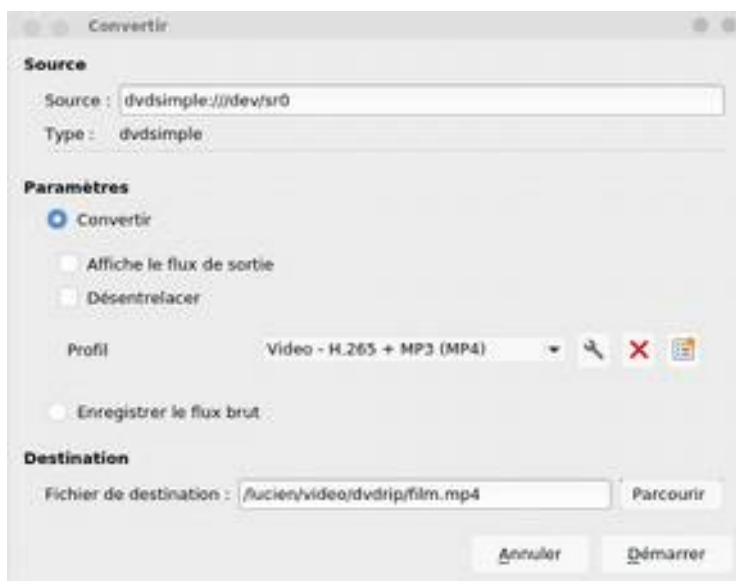 Convertir
Source
Source : dvdsimple:///dev/sr0
Type : dvdsimple
Paramètres
Convertir
Affiche le flux de sortie
Désentrelacer
Profil Video - H.265 + MP3 (MP4)
Enregistrer le flux brut
Destination
Fichier de destination : /lucien/video/dvdrip/film.mp4 Parcourir
Annuler Démarrer